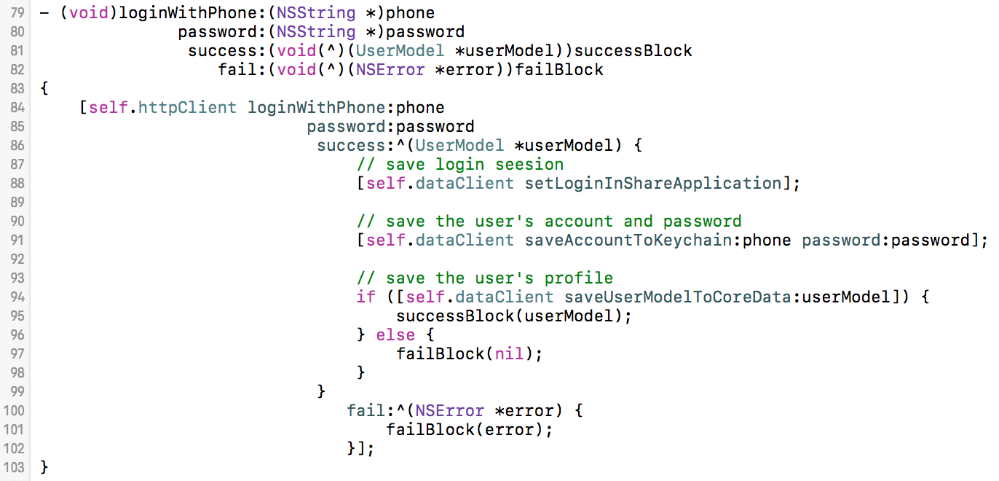 79 - (void)loginWithPhone:(NSString *)phone
80 password:(NSString *)password
81 success:(void(^)(UserModel *userModel))successBlock
82 fail:(void(^)(NSError *error))failBlock
83 {
84 [self.httpClient loginWithPhone:phone
85 password:password
86 success:^(UserModel *userModel) {
87 // save login seesion
88 [self.dataClient setLoginInShareApplication];
89
90 // save the user's account and password
91 [self.dataClient saveAccountToKeychain:phone password:password];
92
93 // save the user's profile
94 if ([self.dataClient saveUserModelToCoreData:userModel]) {
95 successBlock(userModel);
96 } else {
97 failBlock(nil);
98 }
99 }
100 fail:^(NSError *error) {
101 failBlock(error);
102 }];
103 }